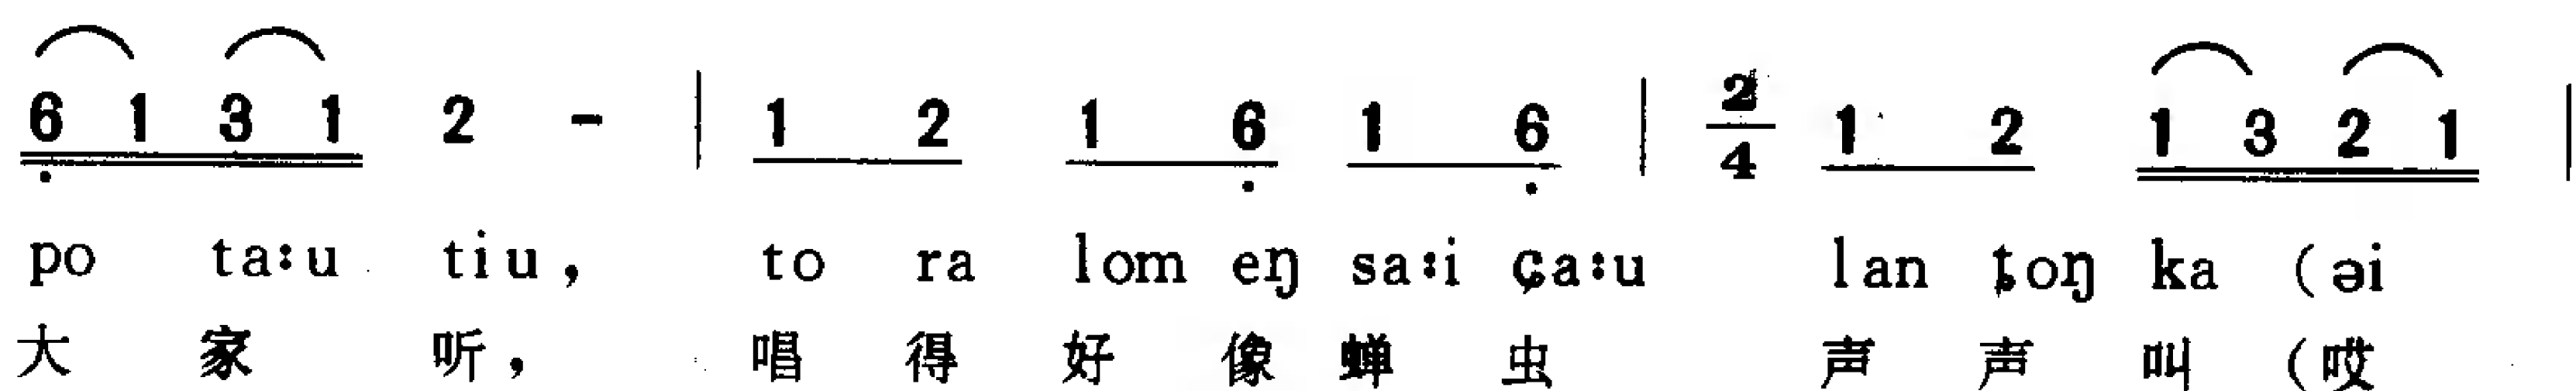 6 1 3 1 2 - | 1 2 1 6 1 6 | 2/4 1 2 1 3 2 1 |
po ta:u tiu, to ra lom eŋ sa:i ȶa:u lan ȶoŋ ka (əi
大 家 听, 唱 得 好 像 蝉 虫 声 声 叫 (哎